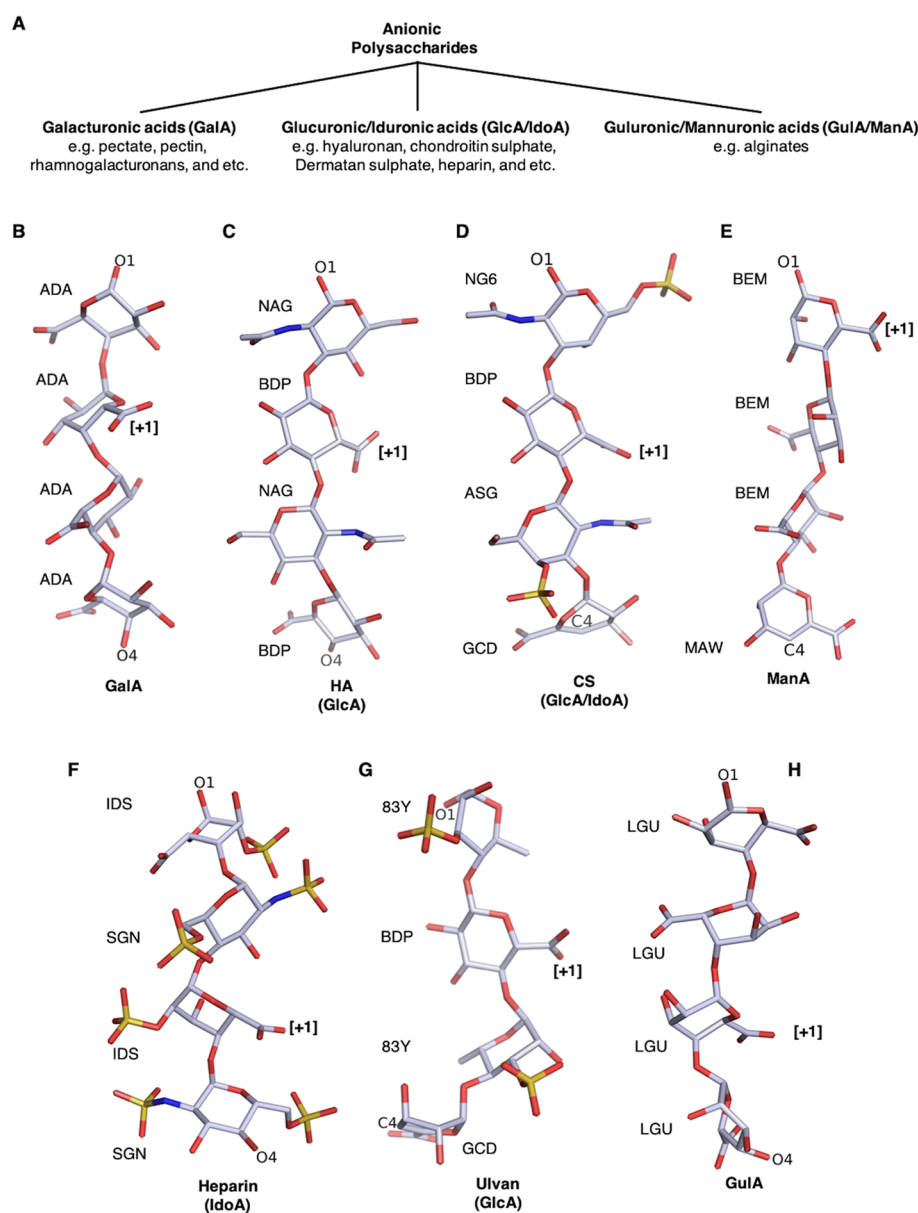 A
Anionic
Polysaccharides
Galacturonic acids (GalA)
e.g. pectate, pectin,
rhamnogalacturonans, and etc.
Glucuronic/Iduronic acids (GlcA/IdoA)
e.g. hyaluronan, chondroitin sulphate,
Dermatan sulphate, heparin, and etc.
Guluronic/Mannuronic acids (GulA/ManA)
e.g. alginates
B
O1
ADA
ADA
[+1]
ADA
ADA
O4
GalA
C
O1
NAG
BDP
[+1]
NAG
BDP
O4
HA
(GlcA)
D
O1
NG6
BDP
[+1]
ASG
C4
GCD
CS
(GlcA/IdoA)
E
O1
BEM
[+1]
BEM
BEM
MAW
C4
ManA
F
O1
IDS
SGN
[+1]
IDS
SGN
O4
Heparin
(IdoA)
G
83Y
O1
BDP
[+1]
83Y
C4
GCD
Ulvan
(GlcA)
H
O1
LGU
LGU
[+1]
LGU
LGU
O4
GulA